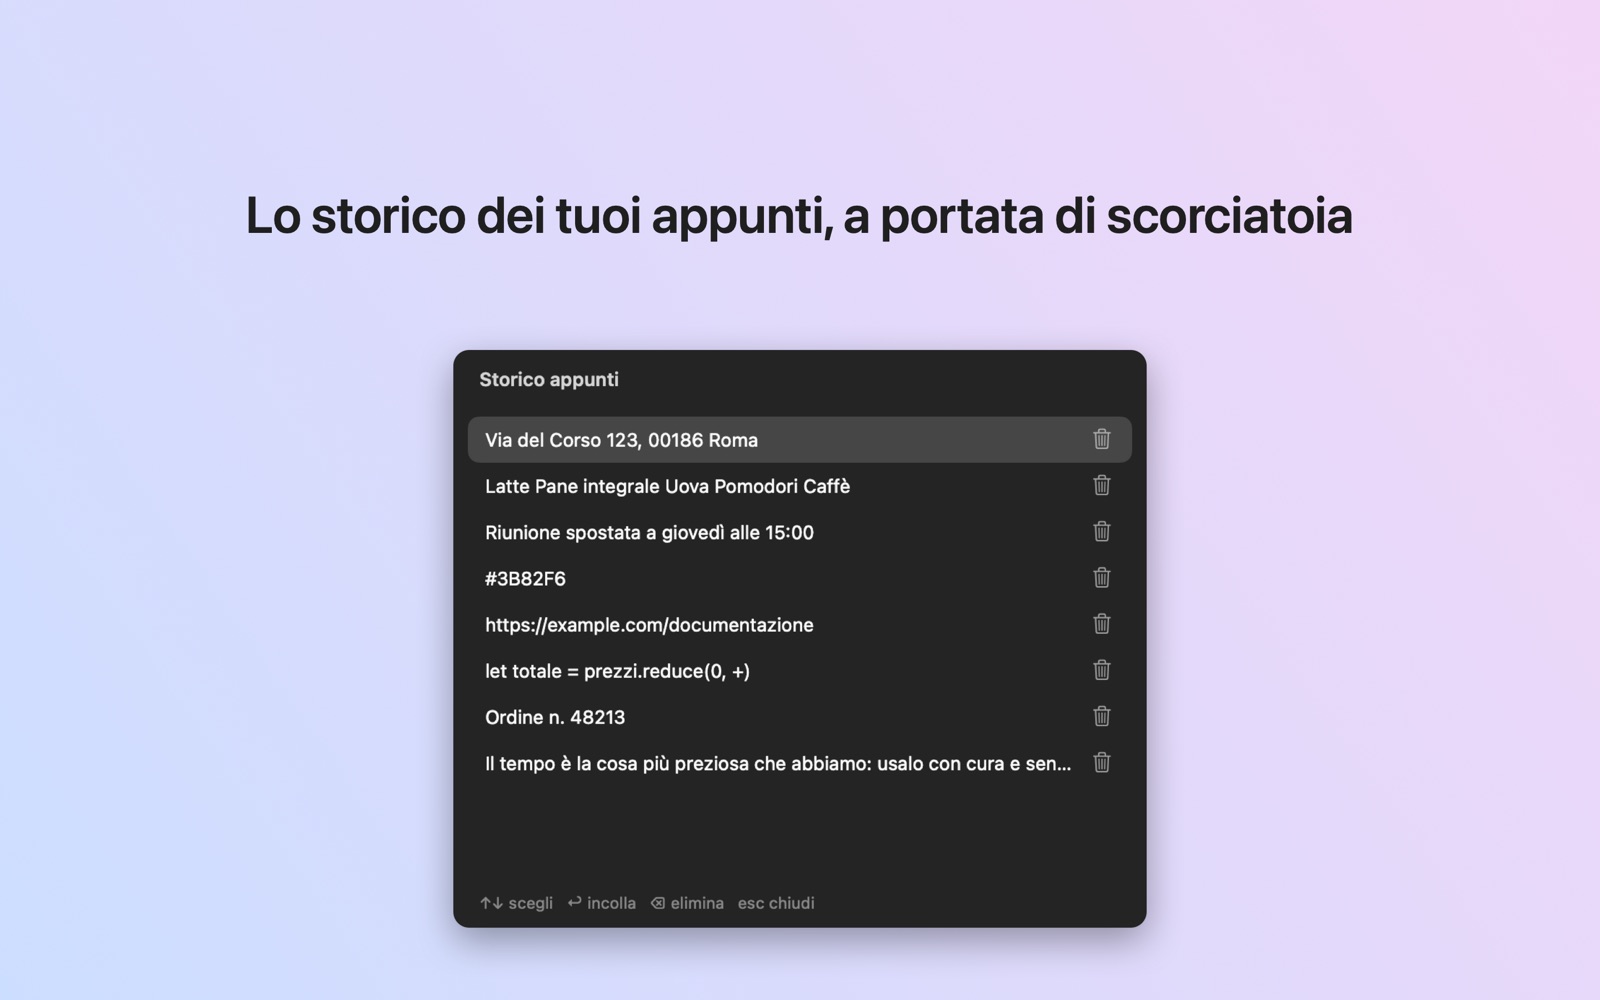 Lo storico dei tuoi appunti, a portata di scorciatoia
Storico appunti
Via del Corso 123, 00186 Roma
Latte Pane integrale Uova Pomodori Caffè
Riunione spostata a giovedì alle 15:00
#3B82F6
https://example.com/documentazione
let totale = prezzi.reduce(0, +)
Ordine n. 48213
Il tempo è la cosa più preziosa che abbiamo: usalo con cura e sen...
↑↓ scegli ↩ incolla ⌫ elimina esc chiudi